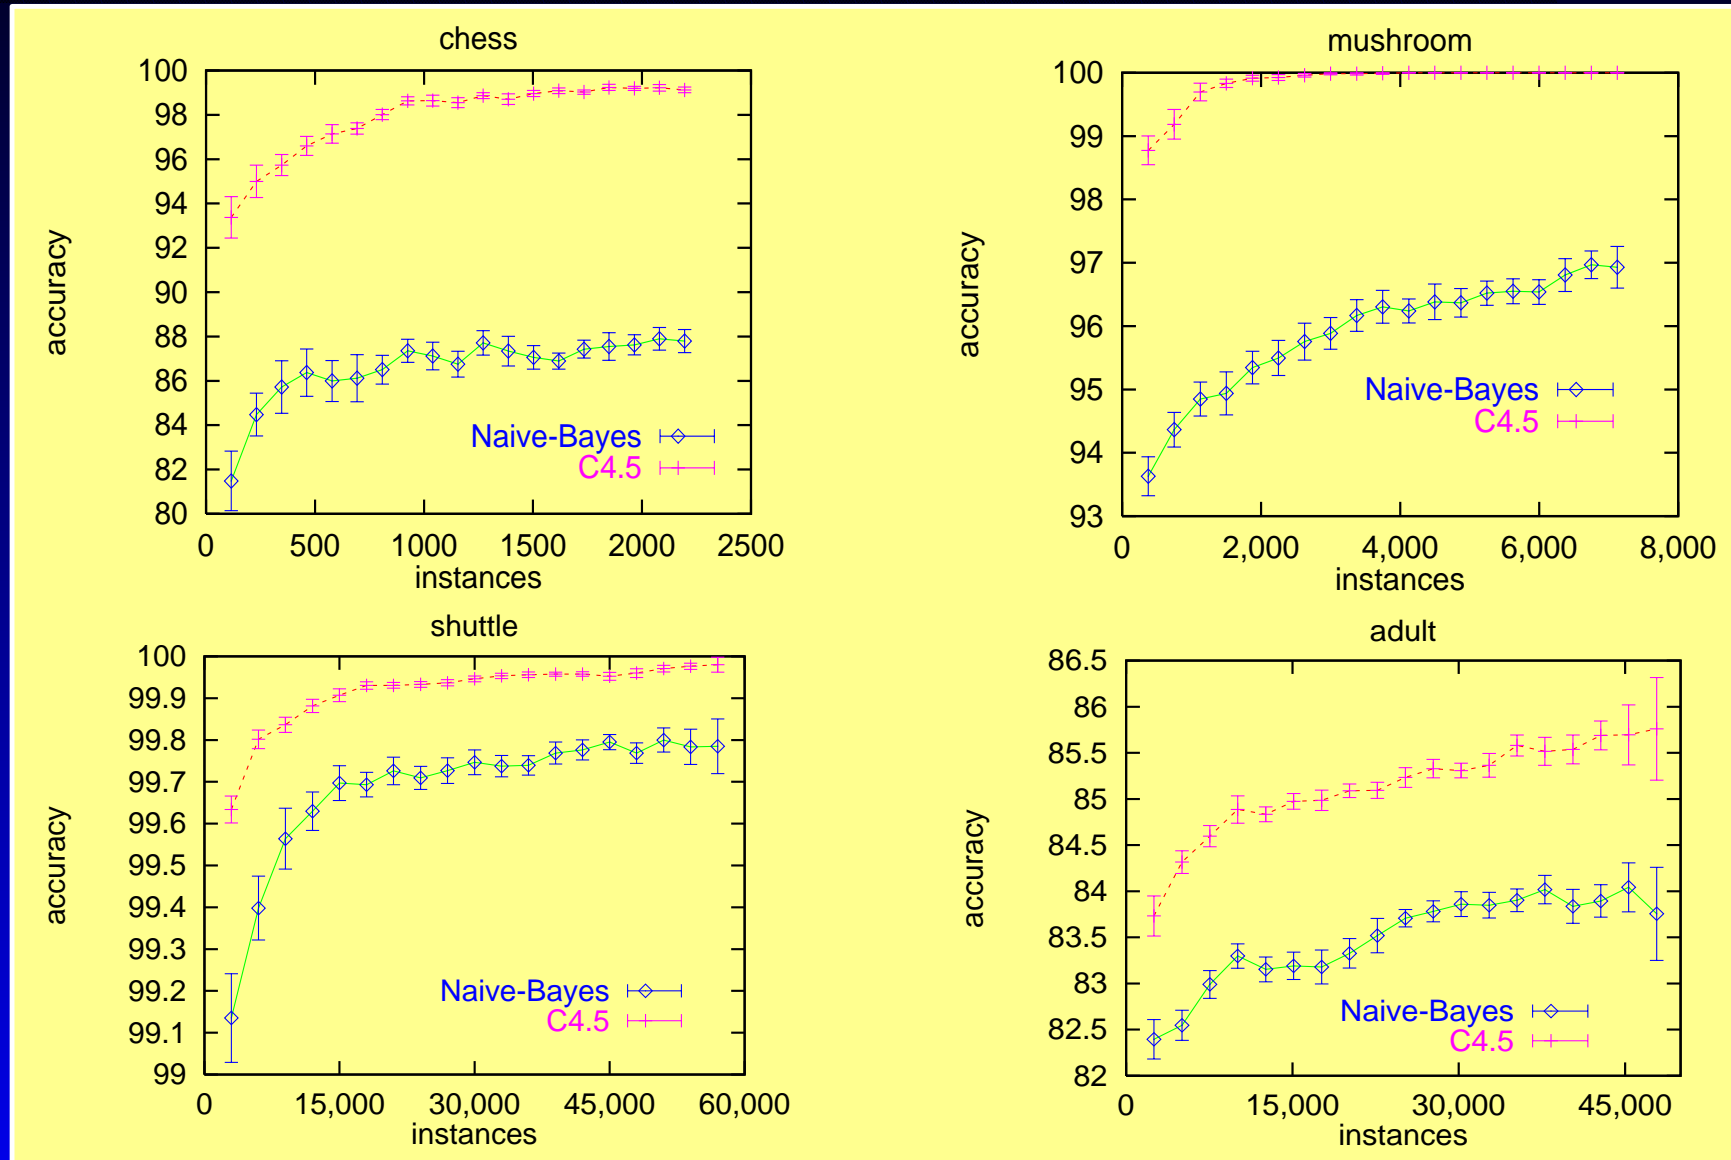 chess
100
98
96
94
92
90
88
86
84
82
80
accuracy
Naive-Bayes
C4.5
0 500 1000 1500 2000 2500
instances
mushroom
100
99
98
97
96
95
94
93
accuracy
Naive-Bayes
C4.5
0 2,000 4,000 6,000 8,000
instances
shuttle
100
99.9
99.8
99.7
99.6
99.5
99.4
99.3
99.2
99.1
99
accuracy
Naive-Bayes
C4.5
0 15,000 30,000 45,000 60,000
instances
adult
86.5
86
85.5
85
84.5
84
83.5
83
82.5
82
accuracy
Naive-Bayes
C4.5
0 15,000 30,000 45,000
instances